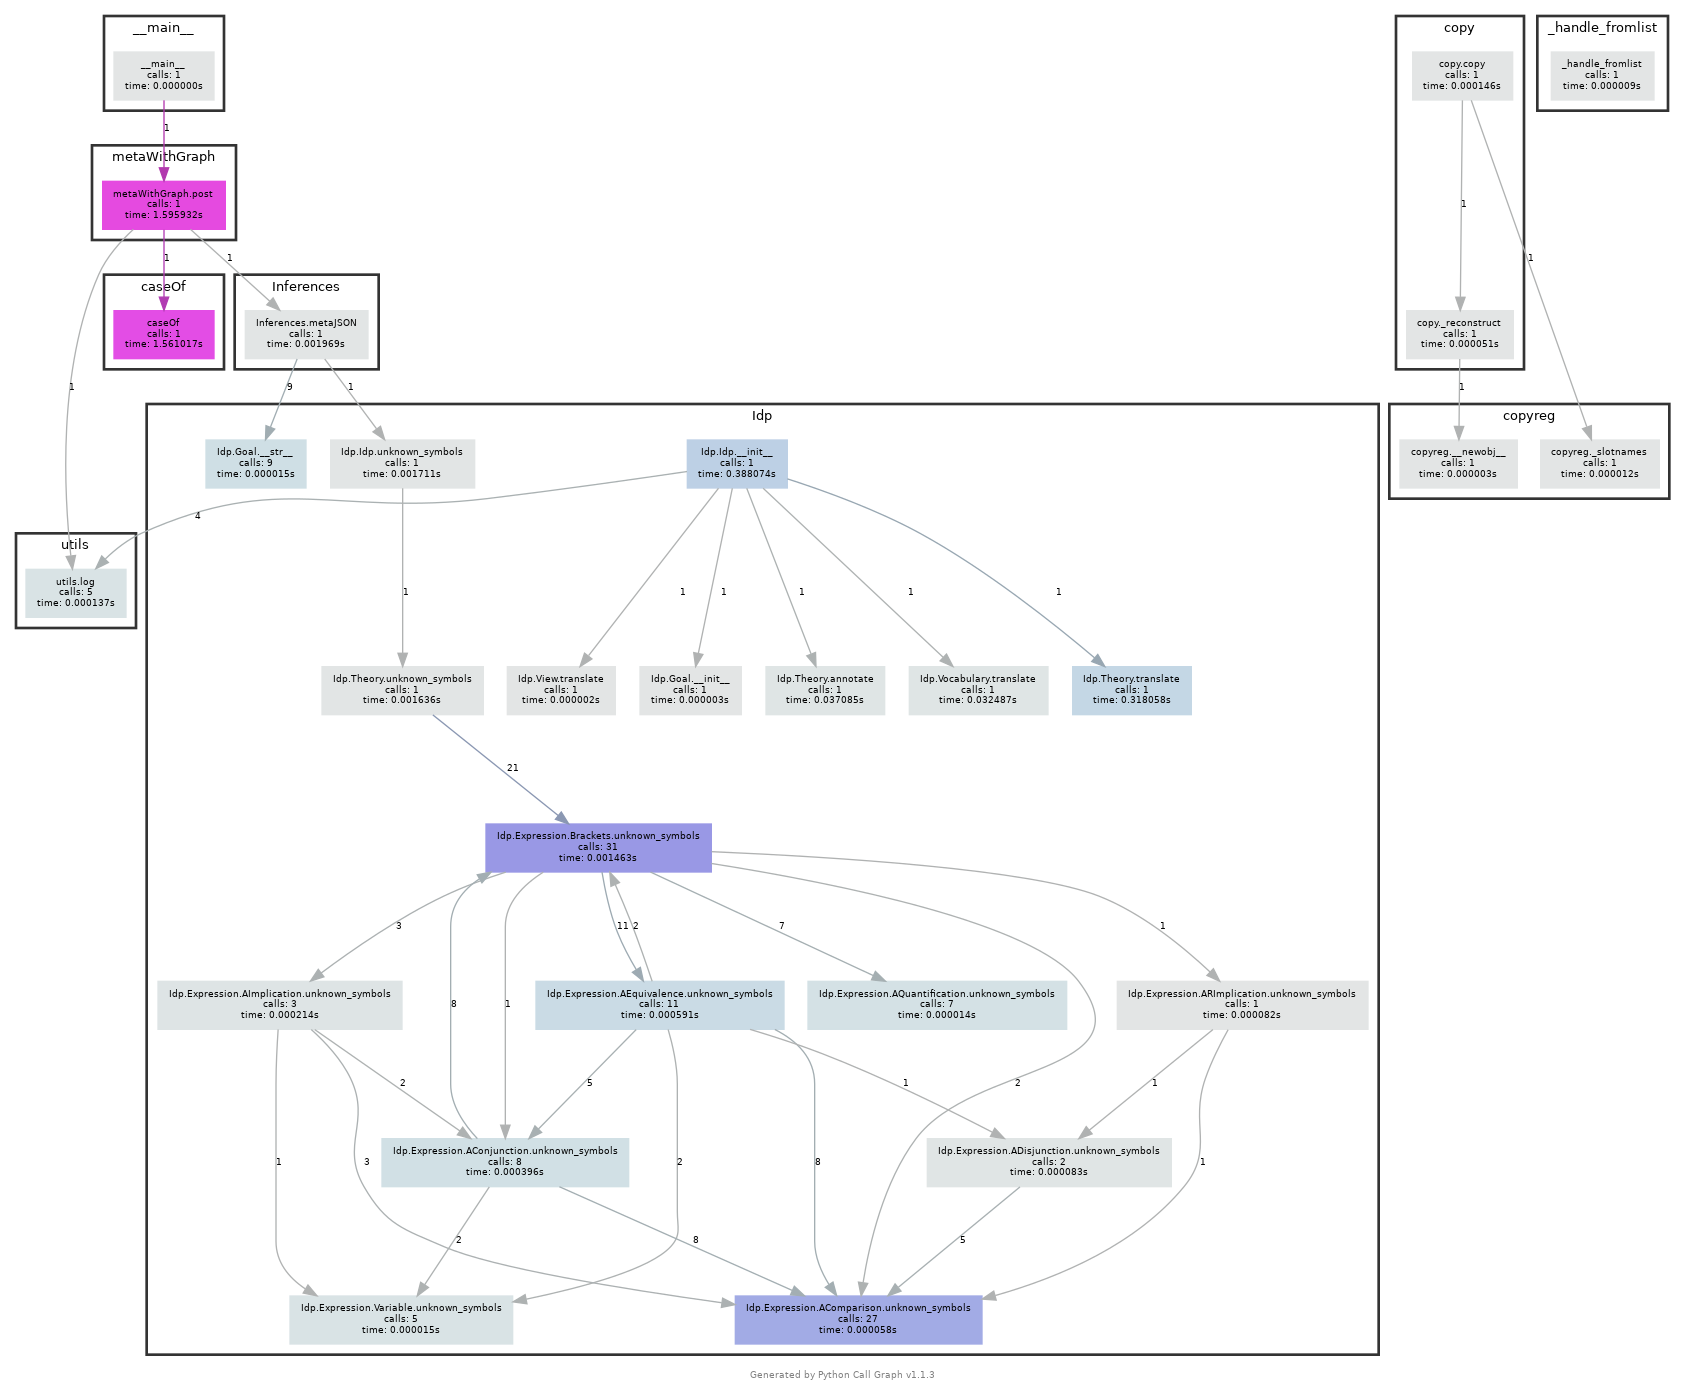 __main__
__main__
calls: 1
time: 0.000000s
copy
copy.copy
calls: 1
time: 0.000146s
_handle_fromlist
_handle_fromlist
calls: 1
time: 0.000009s
1
metaWithGraph
metaWithGraph.post
calls: 1
time: 1.595932s
1
1
1
1
1
1
caseOf
caseOf
calls: 1
time: 1.561017s
Inferences
Inferences.metaJSON
calls: 1
time: 0.001969s
copy._reconstruct
calls: 1
time: 0.000051s
9
1
1
Idp
Idp.Goal.__str__
calls: 9
time: 0.000015s
Idp.Idp.unknown_symbols
calls: 1
time: 0.001711s
Idp.Idp.__init__
calls: 1
time: 0.388074s
copyreg
copyreg.__newobj__
calls: 1
time: 0.000003s
copyreg._slotnames
calls: 1
time: 0.000012s
4
utils
utils.log
calls: 5
time: 0.000137s
1
1
1
1
1
1
Idp.Theory.unknown_symbols
calls: 1
time: 0.001636s
Idp.View.translate
calls: 1
time: 0.000002s
Idp.Goal.__init__
calls: 1
time: 0.000003s
Idp.Theory.annotate
calls: 1
time: 0.037085s
Idp.Vocabulary.translate
calls: 1
time: 0.032487s
Idp.Theory.translate
calls: 1
time: 0.318058s
21
Idp.Expression.Brackets.unknown_symbols
calls: 31
time: 0.001463s
3
11
2
7
1
8
1
Idp.Expression.AImplication.unknown_symbols
calls: 3
time: 0.000214s
Idp.Expression.AEquivalence.unknown_symbols
calls: 11
time: 0.000591s
Idp.Expression.AQuantification.unknown_symbols
calls: 7
time: 0.000014s
Idp.Expression.ARImplication.unknown_symbols
calls: 1
time: 0.000082s
2
5
1
2
1
Idp.Expression.AConjunction.unknown_symbols
calls: 8
time: 0.000396s
Idp.Expression.ADisjunction.unknown_symbols
calls: 2
time: 0.000083s
1
3
2
8
1
2
8
5
Idp.Expression.Variable.unknown_symbols
calls: 5
time: 0.000015s
Idp.Expression.AComparison.unknown_symbols
calls: 27
time: 0.000058s
Generated by Python Call Graph v1.1.3